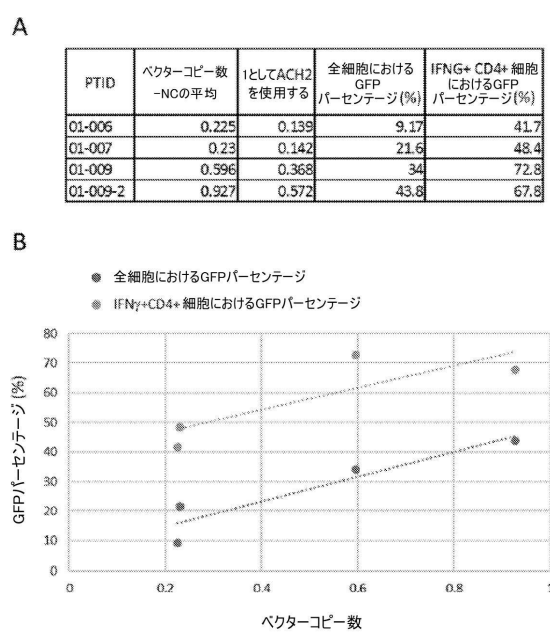 A
PTID ベクターコピー数 -NCの平均 1としてACH2 を使用する 全細胞における GFP パーセンテージ(%) IFNG+ CD4+ 細胞 におけるGFP パーセンテージ(%)
01-006 0.225 0.139 9.17 41.7
01-007 0.23 0.142 21.6 48.4
01-009 0.596 0.368 34 72.8
01-009-2 0.927 0.572 43.8 67.8
B
全細胞におけるGFPパーセンテージ
IFNγ+CD4+ 細胞におけるGFPパーセンテージ
GFPパーセンテージ (%)
80
70
60
50
40
30
20
10
0
0 0.2 0.4 0.6 0.8 1
ベクターコピー数